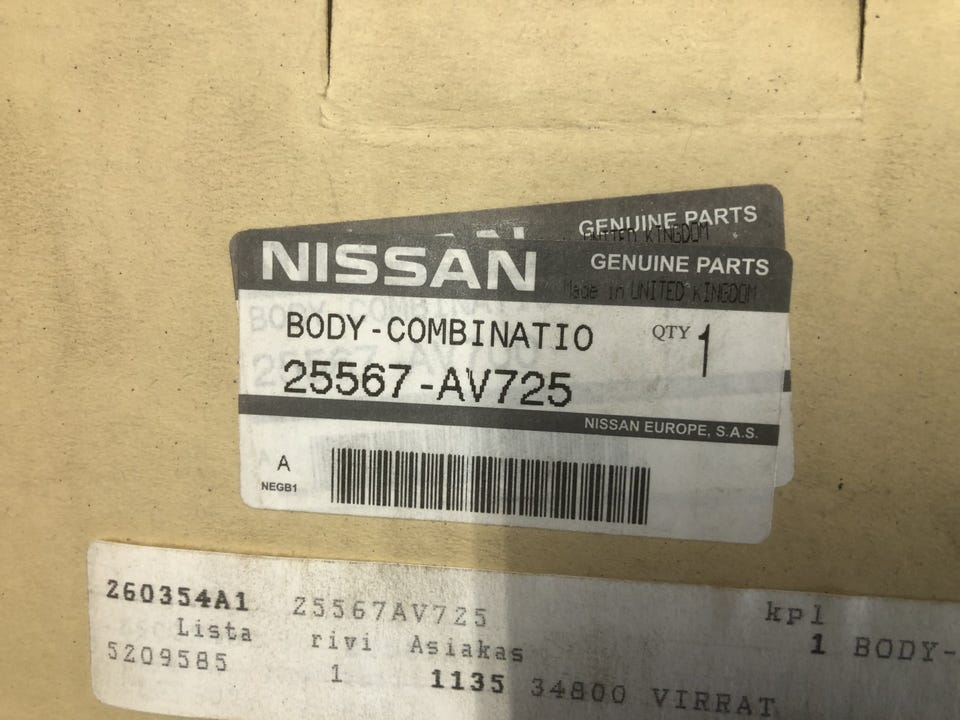 GENUINE PARTS
NISSAN GENUINE PARTS
Made in UNITED KINGDOM
BODY-COMBINATIO QTY 1
25567-AV725
NISSAN EUROPE, S.A.S.
A
NEGB1
260354A1 25567AV725 kpl
Lista rivi Asiakas 1 BODY-
5209585 1 1135 34800 VIRRAT